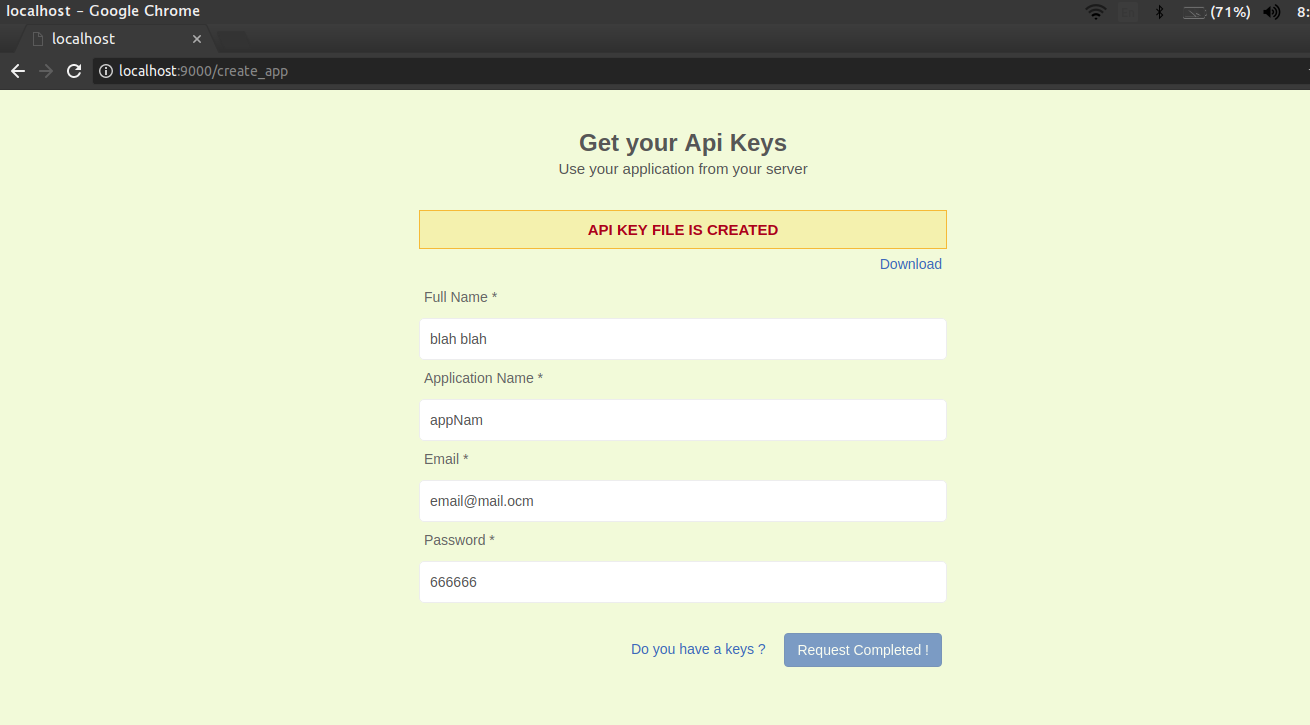 localhost – Google Chrome
(71%)
8:
localhost
localhost:9000/create_app
Get your Api Keys
Use your application from your server
API KEY FILE IS CREATED
Download
Full Name *
blah blah
Application Name *
appNam
Email *
email@mail.ocm
Password *
666666
Do you have a keys ?
Request Completed !